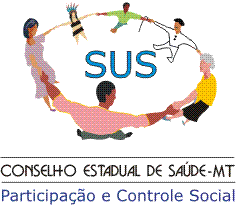 SUS
CONSELHO ESTADUAL DE SAÚDE-MT
Participação e Controle Social